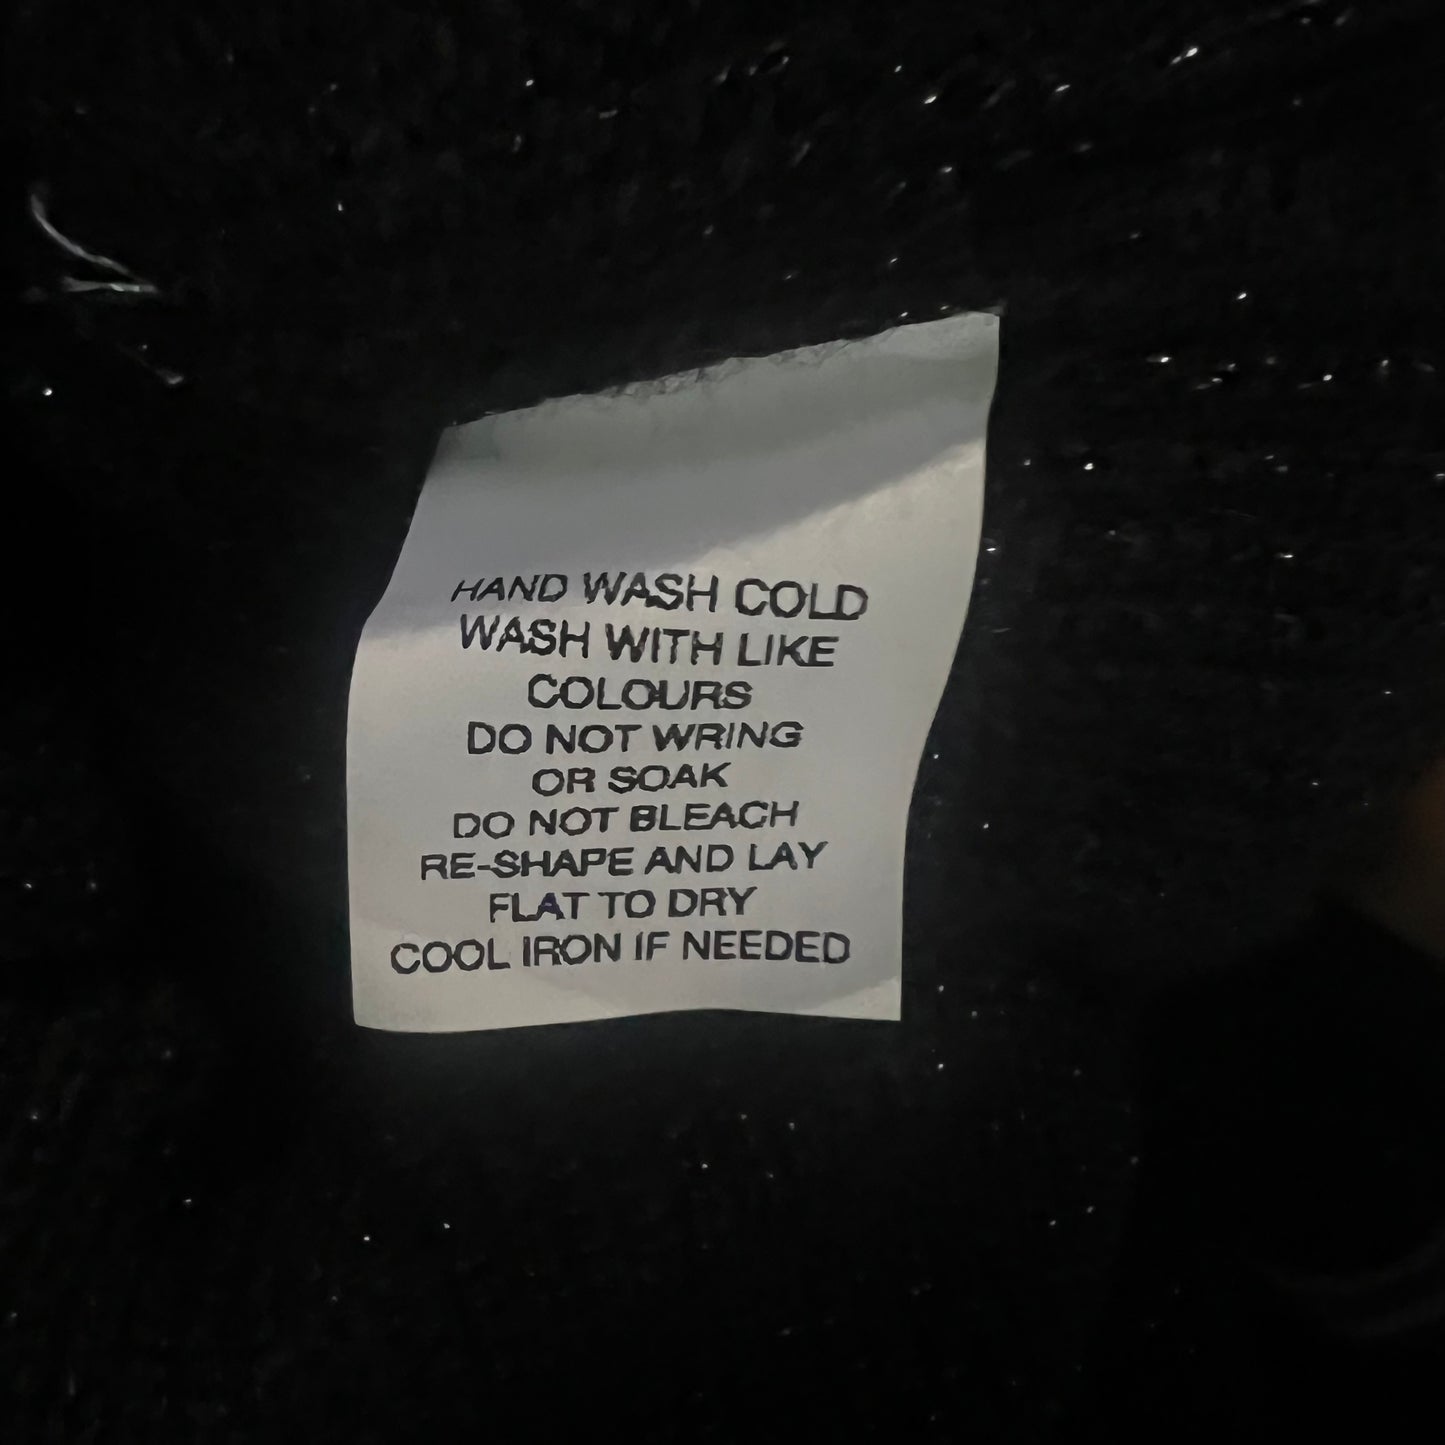 HAND WASH COLD
WASH WITH LIKE
COLOURS
DO NOT WRING
OR SOAK
DO NOT BLEACH
RE-SHAPE AND LAY
FLAT TO DRY
COOL IRON IF NEEDED